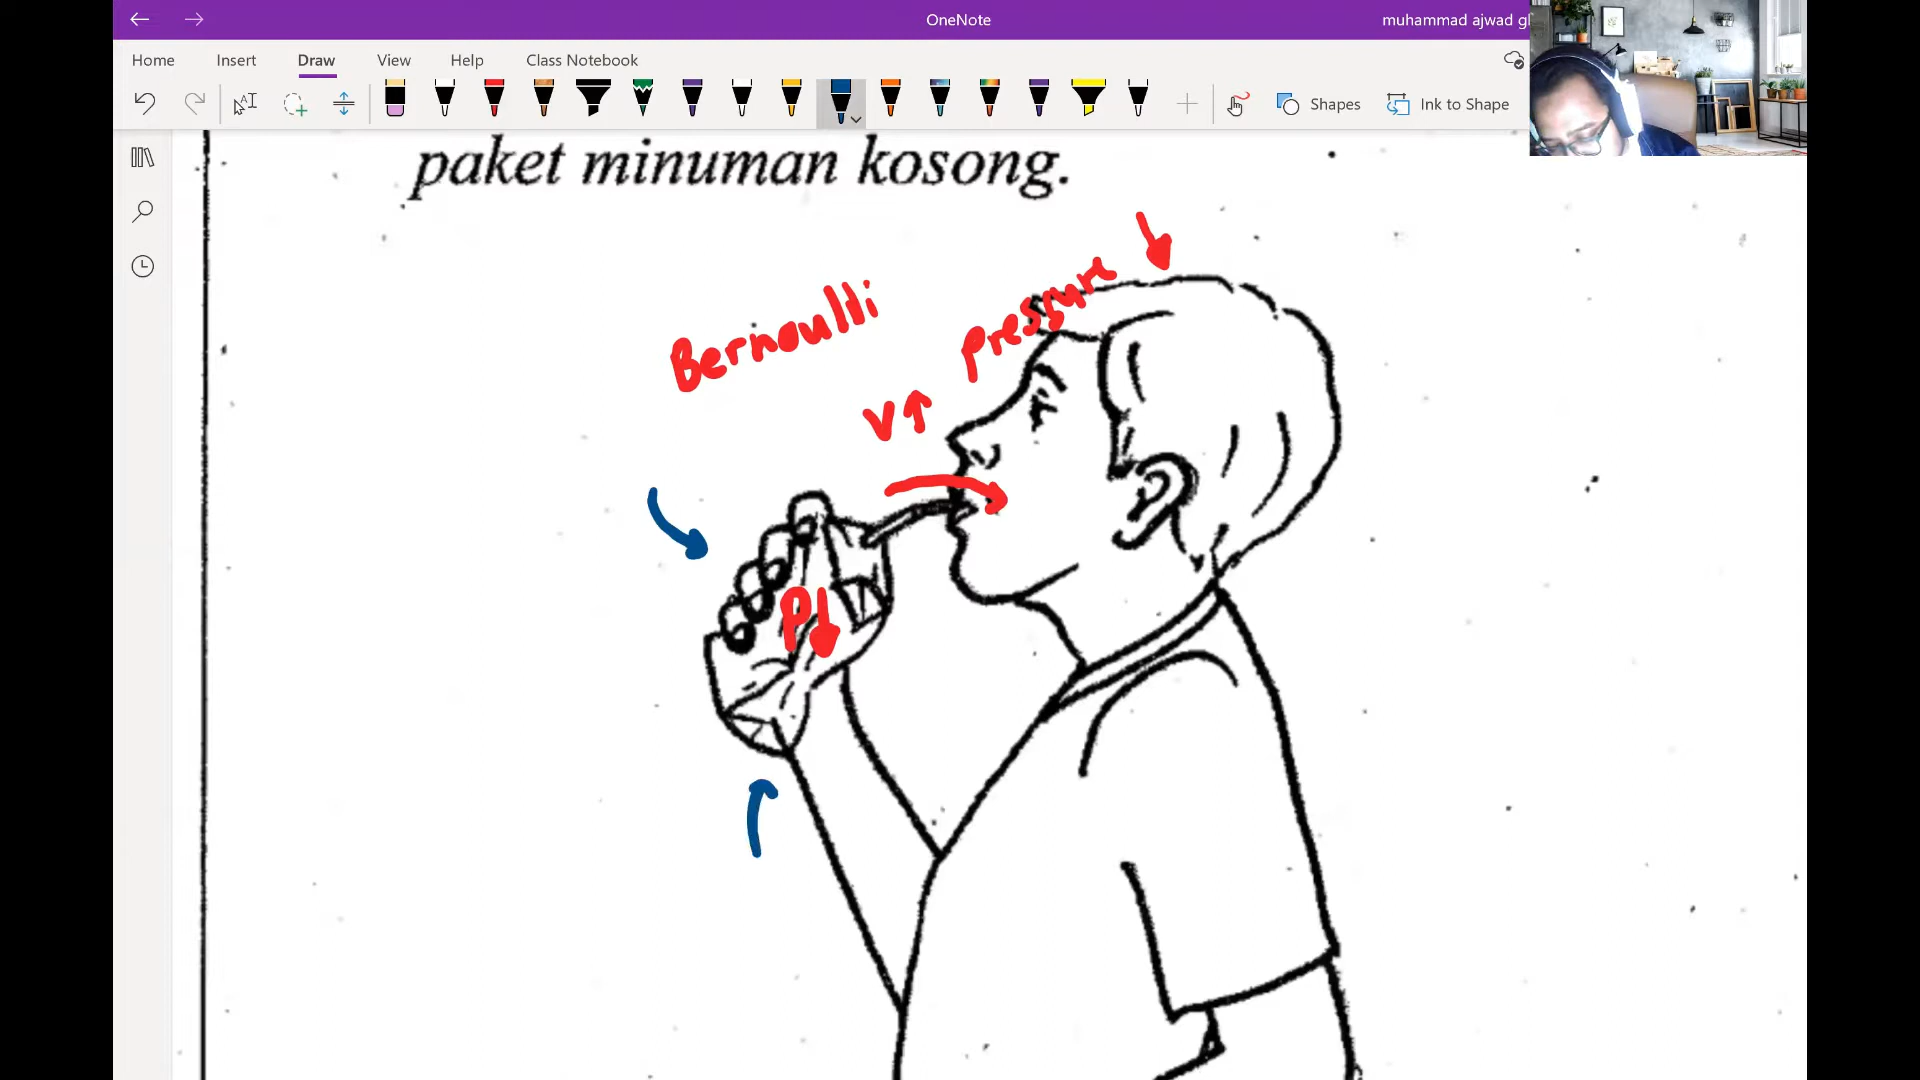 OneNote
muhammad ajwad
Home Insert Draw View Help Class Notebook
Shapes
Ink to Shape
paket minuman kosong.
Bernoulli
pressure ↓
V↑
P↓